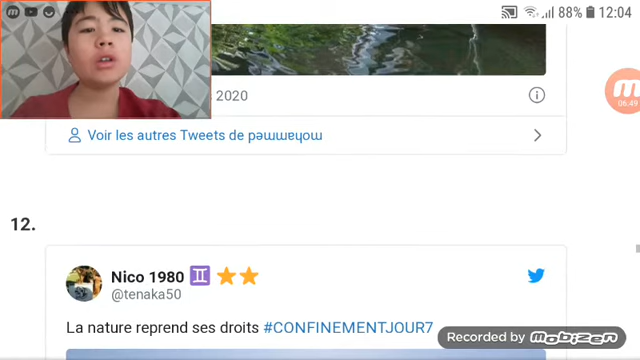 88% 12:04
2020
06:49
Voir les autres Tweets de pǝɯɯɐɥoɯ
12.
Nico 1980 ♊ ⭐⭐
@tenaka50
La nature reprend ses droits #CONFINEMENTJOUR7
Recorded by mobizen